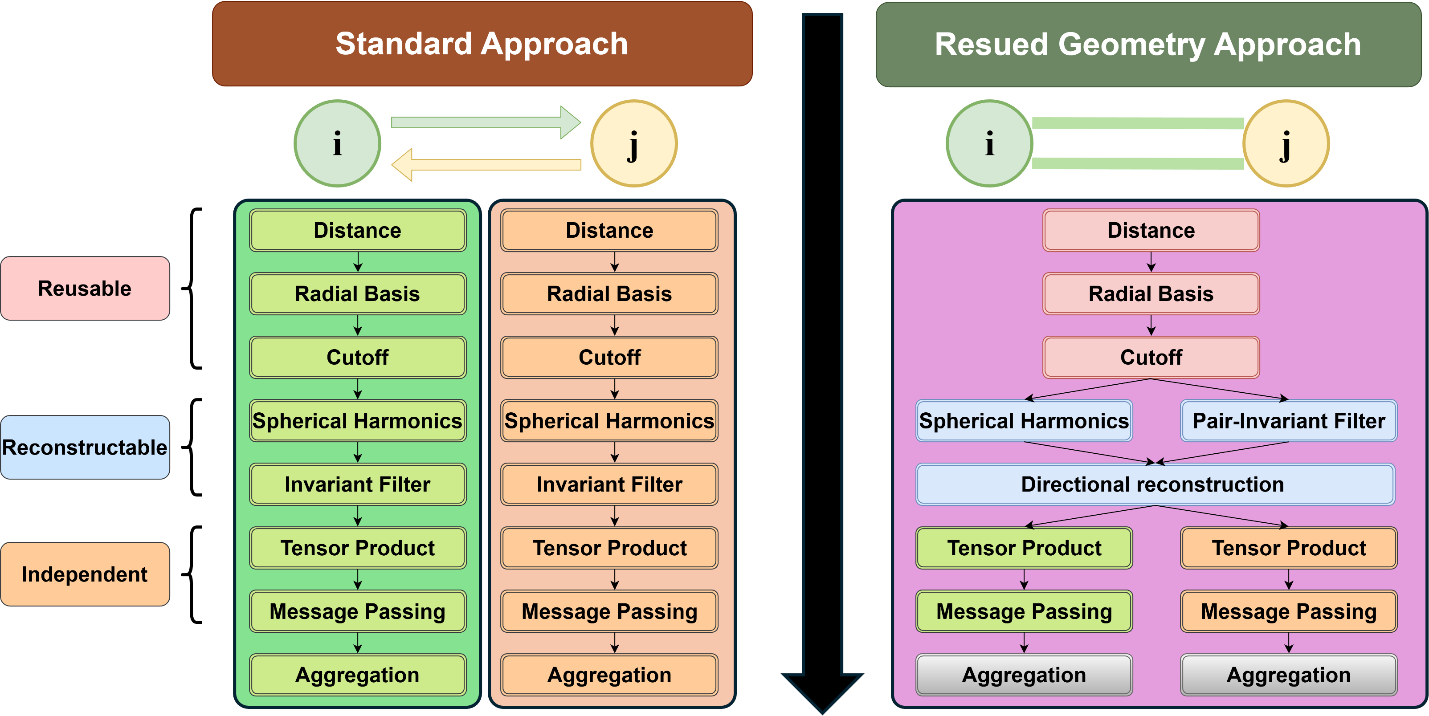 Standard Approach
Resued Geometry Approach
i
j
i
j
Reusable
Reconstructable
Independent
Distance
Radial Basis
Cutoff
Spherical Harmonics
Invariant Filter
Tensor Product
Message Passing
Aggregation
Distance
Radial Basis
Cutoff
Spherical Harmonics
Invariant Filter
Tensor Product
Message Passing
Aggregation
Distance
Radial Basis
Cutoff
Spherical Harmonics
Pair-Invariant Filter
Directional reconstruction
Tensor Product
Tensor Product
Message Passing
Message Passing
Aggregation
Aggregation